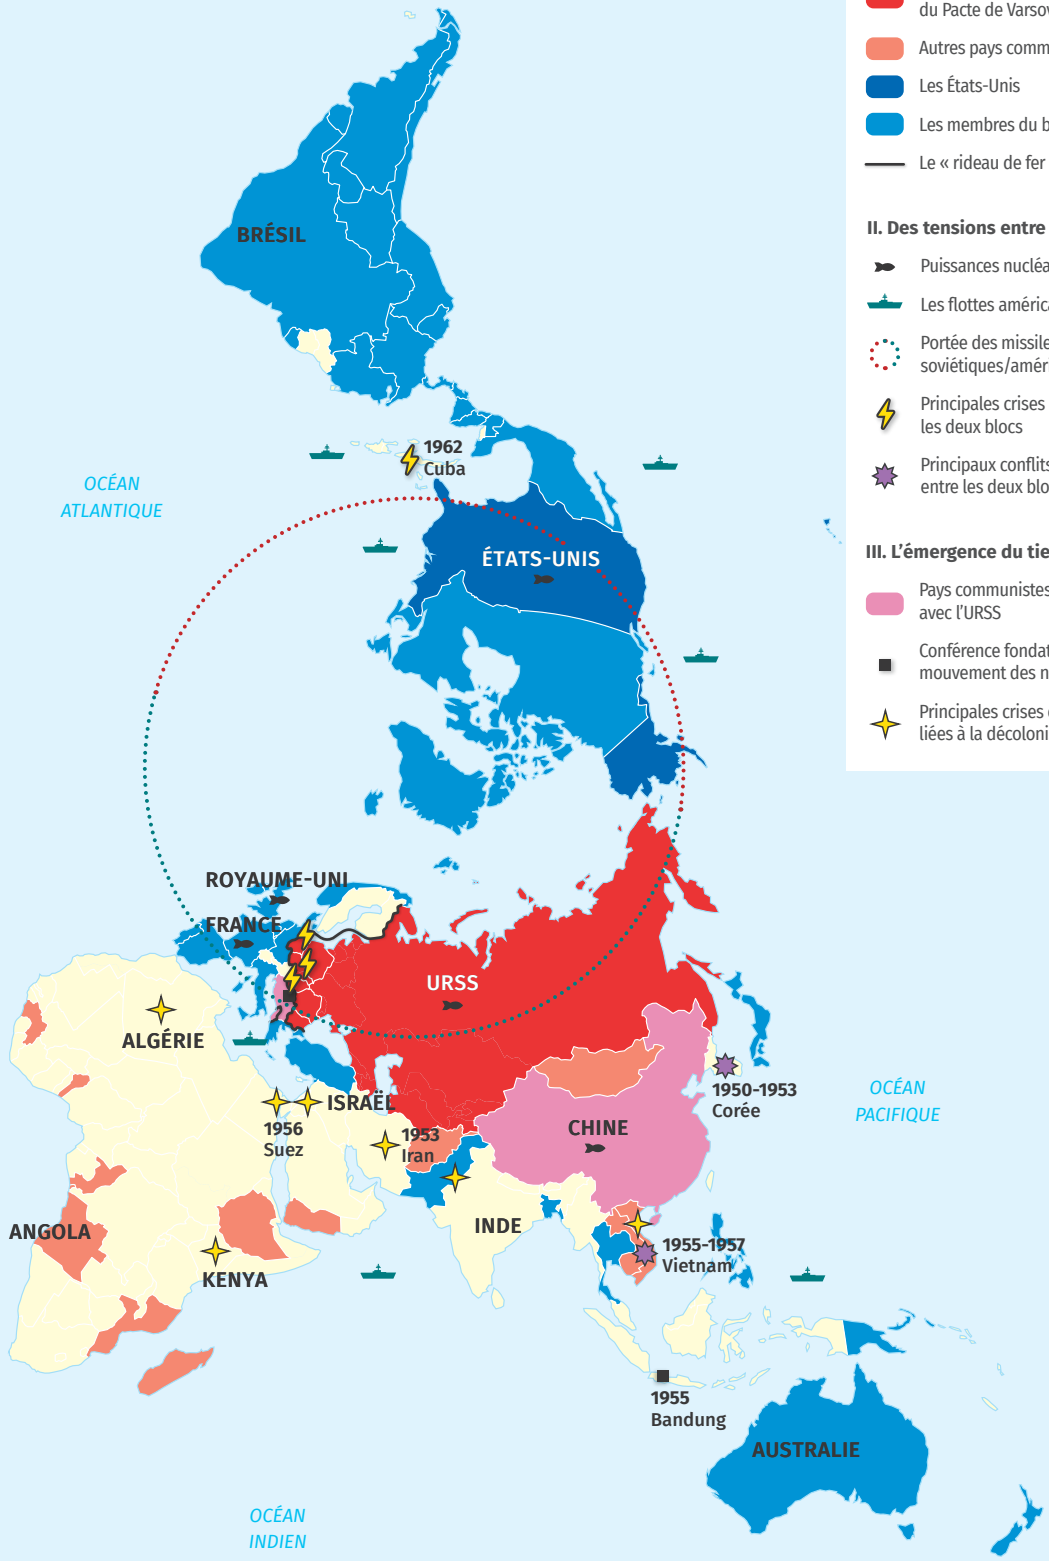 du Pacte de Varsov
Autres pays comm
Les États-Unis
Les membres du b
Le « rideau de fer
II. Des tensions entre
Puissances nucléa
Les flottes améric
Portée des missile
soviétiques/amér
Principales crises
les deux blocs
Principaux conflits
entre les deux blo
III. L'émergence du tie
Pays communistes
avec l'URSS
Conférence fondat
mouvement des n
Principales crises
liées à la décoloni
BRÉSIL
1962
Cuba
OCÉAN
ATLANTIQUE
ÉTATS-UNIS
ROYAUME-UNI
FRANCE
URSS
ALGÉRIE
1950-1953
Corée
OCÉAN
PACIFIQUE
ISRAËL
1956
Suez
1953
Iran
CHINE
INDE
ANGOLA
KENYA
1955-1957
Vietnam
1955
Bandung
AUSTRALIE
OCÉAN
INDIEN